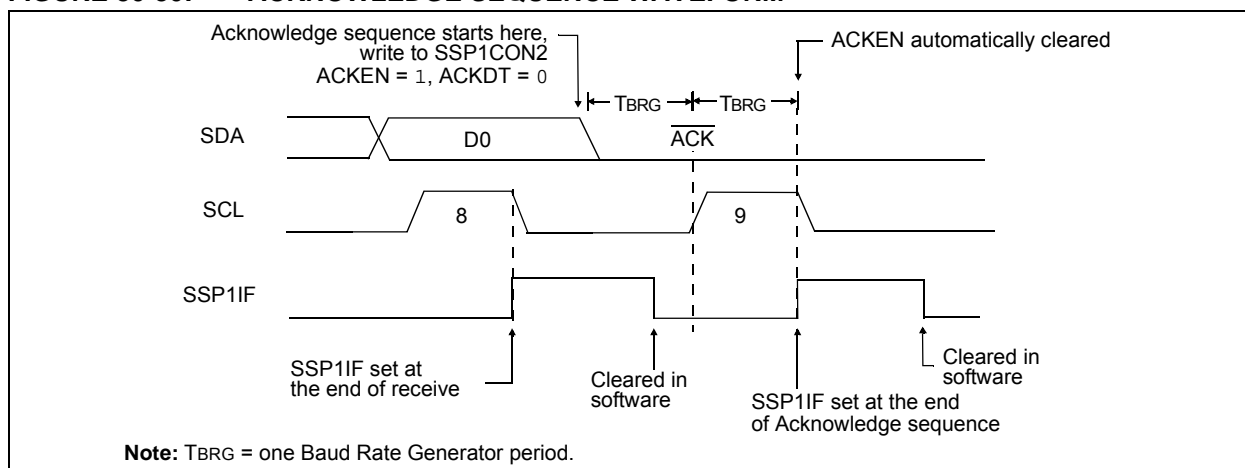 Acknowledge sequence starts here,
write to SSP1CON2
ACKEN = 1, ACKDT = 0
ACKEN automatically cleared
TBRG
TBRG
SDA
D0
ACK
SCL
8
9
SSP1IF
SSP1IF set at
the end of receive
Cleared in
software
SSP1IF set at the end
of Acknowledge sequence
Cleared in
software
Note: TBRG = one Baud Rate Generator period.